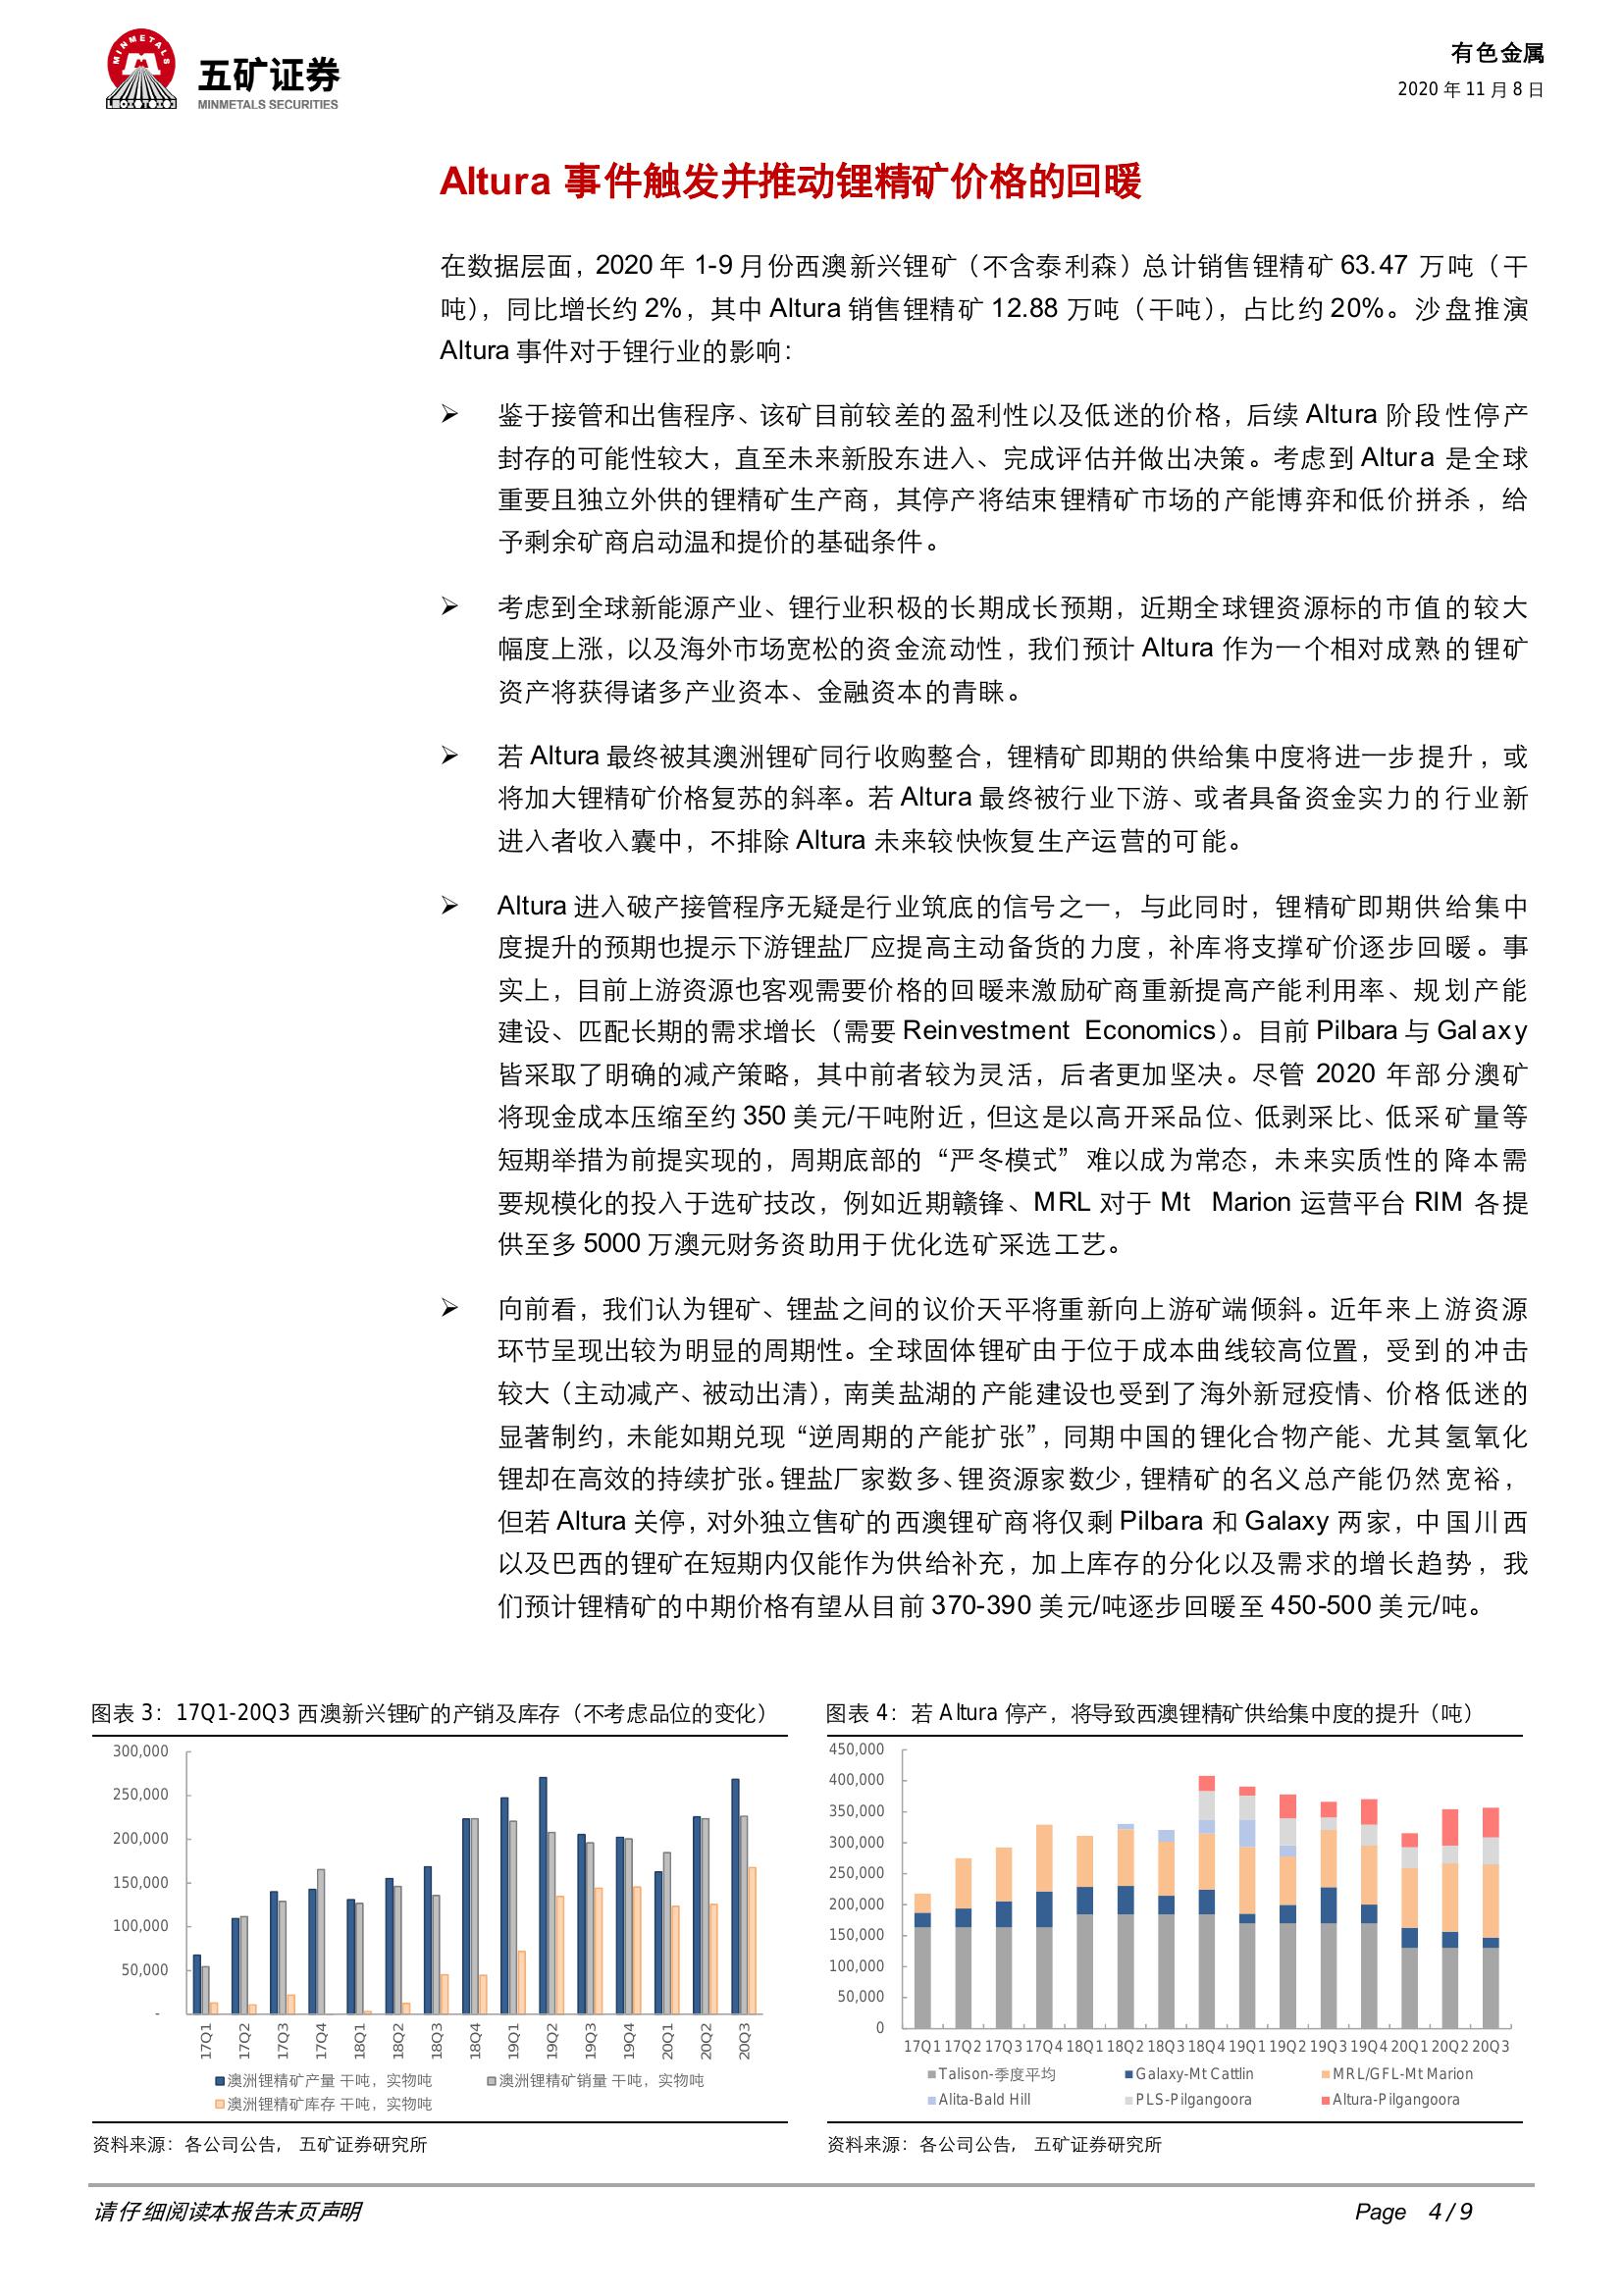 MINMETALS
五矿证券
MINMETALS SECURITIES
有色金属
2020 年 11 月 8 日
Altura 事件触发并推动锂精矿价格的回暖
在数据层面，2020 年 1-9 月份西澳新兴锂矿（不含泰利森）总计销售锂精矿 63.47 万吨（干
吨），同比增长约 2%，其中 Altura 销售锂精矿 12.88 万吨（干吨），占比约 20%。沙盘推演
Altura 事件对于锂行业的影响：
➢ 鉴于接管和出售程序、该矿目前较差的盈利性以及低迷的价格，后续 Altura 阶段性停产
封存的可能性较大，直至未来新股东进入、完成评估并做出决策。考虑到 Altura 是全球
重要且独立外供的锂精矿生产商，其停产将结束锂精矿市场的产能博弈和低价拼杀，给
予剩余矿商启动温和提价的基础条件。
➢ 考虑到全球新能源产业、锂行业积极的长期成长预期，近期全球锂资源标的市值的较大
幅度上涨，以及海外市场宽松的资金流动性，我们预计 Altura 作为一个相对成熟的锂矿
资产将获得诸多产业资本、金融资本的青睐。
➢ 若 Altura 最终被其澳洲锂矿同行收购整合，锂精矿即期的供给集中度将进一步提升，或
将加大锂精矿价格复苏的斜率。若 Altura 最终被行业下游、或者具备资金实力的行业新
进入者收入囊中，不排除 Altura 未来较快恢复生产运营的可能。
➢ Altura 进入破产接管程序无疑是行业筑底的信号之一，与此同时，锂精矿即期供给集中
度提升的预期也提示下游锂盐厂应提高主动备货的力度，补库将支撑矿价逐步回暖。事
实上，目前上游资源也客观需要价格的回暖来激励矿商重新提高产能利用率、规划产能
建设、匹配长期的需求增长（需要 Reinvestment Economics）。目前 Pilbara 与 Galaxy
皆采取了明确的减产策略，其中前者较为灵活，后者更加坚决。尽管 2020 年部分澳矿
将现金成本压缩至约 350 美元/干吨附近，但这是以高开采品位、低剥采比、低采矿量等
短期举措为前提实现的，周期底部的“严冬模式”难以成为常态，未来实质性的降本需
要规模化的投入于选矿技改，例如近期赣锋、MRL 对于 Mt Marion 运营平台 RIM 各提
供至多 5000 万澳元财务资助用于优化选矿采选工艺。
➢ 向前看，我们认为锂矿、锂盐之间的议价天平将重新向上游矿端倾斜。近年来上游资源
环节呈现出较为明显的周期性。全球固体锂矿由于位于成本曲线较高位置，受到的冲击
较大（主动减产、被动出清），南美盐湖的产能建设也受到了海外新冠疫情、价格低迷的
显著制约，未能如期兑现“逆周期的产能扩张”，同期中国的锂化合物产能、尤其氢氧化
锂却在高效的持续扩张。锂盐厂家数多、锂资源家数少，锂精矿的名义总产能仍然宽裕，
但若 Altura 关停，对外独立售矿的西澳锂矿商将仅剩 Pilbara 和 Galaxy 两家，中国川西
以及巴西的锂矿在短期内仅能作为供给补充，加上库存的分化以及需求的增长趋势，我
们预计锂精矿的中期价格有望从目前 370-390 美元/吨逐步回暖至 450-500 美元/吨。
图表 3：17Q1-20Q3 西澳新兴锂矿的产销及库存（不考虑品位的变化）
300,000
250,000
200,000
150,000
100,000
50,000
-
17Q1 17Q2 17Q3 17Q4 18Q1 18Q2 18Q3 18Q4 19Q1 19Q2 19Q3 19Q4 20Q1 20Q2 20Q3
澳洲锂精矿产量 干吨，实物吨 澳洲锂精矿销量 干吨，实物吨
澳洲锂精矿库存 干吨，实物吨
资料来源：各公司公告， 五矿证券研究所
图表 4：若 Altura 停产，将导致西澳锂精矿供给集中度的提升（吨）
450,000
400,000
350,000
300,000
250,000
200,000
150,000
100,000
50,000
0
17Q1 17Q2 17Q3 17Q4 18Q1 18Q2 18Q3 18Q4 19Q1 19Q2 19Q3 19Q4 20Q1 20Q2 20Q3
Talison-季度平均 Galaxy-Mt Cattlin MRL/GFL-Mt Marion
Alita-Bald Hill PLS-Pilgangoora Altura-Pilgangoora
资料来源：各公司公告， 五矿证券研究所
请仔细阅读本报告末页声明
Page 4 / 9